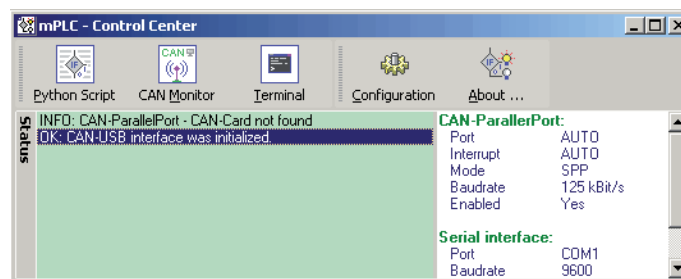 mPLC - Control Center
CAN
Python Script CAN Monitor Terminal Configuration About ...
Status
INFO: CAN-ParallelPort - CAN-Card not found
OK: CAN-USB interface was initialized.
CAN-ParallerPort:
Port AUTO
Interrupt AUTO
Mode SPP
Baudrate 125 kBit/s
Enabled Yes
Serial interface:
Port COM1
Baudrate 9600